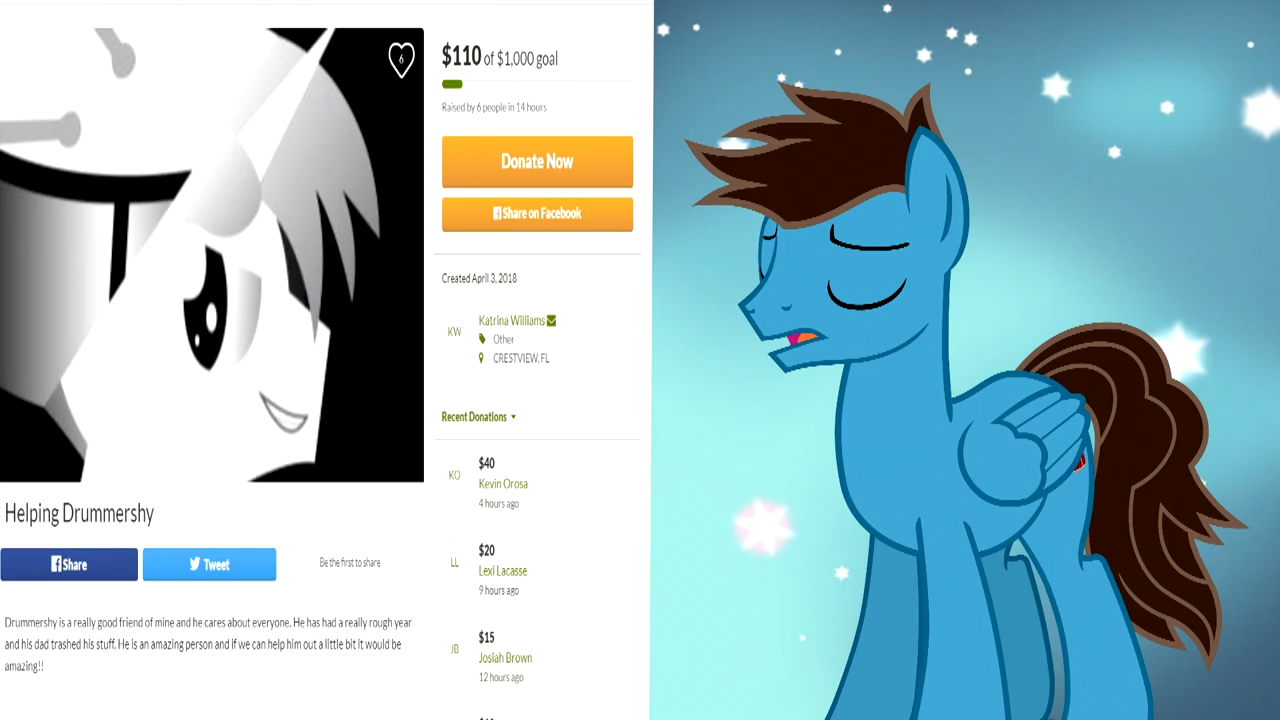 6
$110 of $1,000 goal
Raised by 6 people in 14 hours
Donate Now
Share on Facebook
Created April 3, 2018
KW
Katrina Williams
Other
CRESTVIEW, FL
Recent Donations
KO
$40
Kevin Orosa
4 hours ago
LL
$20
Lexi Lacasse
9 hours ago
JB
$15
Josiah Brown
12 hours ago
Helping Drummershy
Share
Tweet
Be the first to share
Drummershy is a really good friend of mine and he cares about everyone. He has had a really rough year
and his dad trashed his stuff. He is an amazing person and if we can help him out a little bit it would be
amazing!!